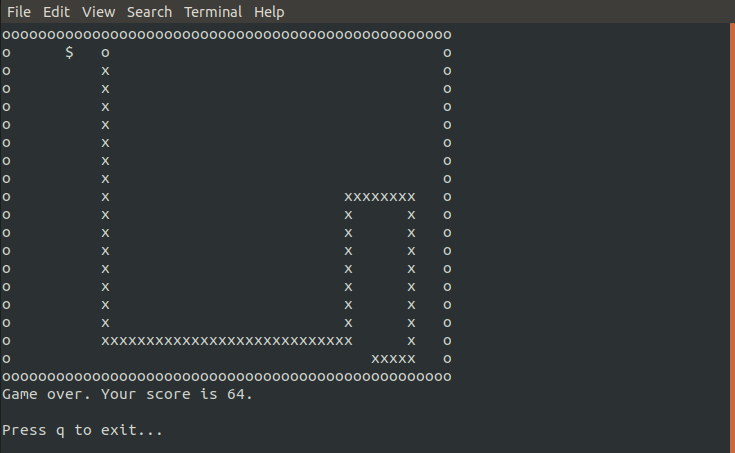 File Edit View Search Terminal Help
oooooooooooooooooooooooooooooooooooooooooooooooooo
o      $   o                                     o
o          x                                     o
o          x                                     o
o          x                                     o
o          x                                     o
o          x                                     o
o          x                                     o
o          x                                     o
o          x                          xxxxxxxx   o
o          x                          x      x   o
o          x                          x      x   o
o          x                          x      x   o
o          x                          x      x   o
o          x                          x      x   o
o          x                          x      x   o
o          x                          x      x   o
o          xxxxxxxxxxxxxxxxxxxxxxxxxxxx      x   o
o                                        xxxxx   o
oooooooooooooooooooooooooooooooooooooooooooooooooo
Game over. Your score is 64.
Press q to exit...